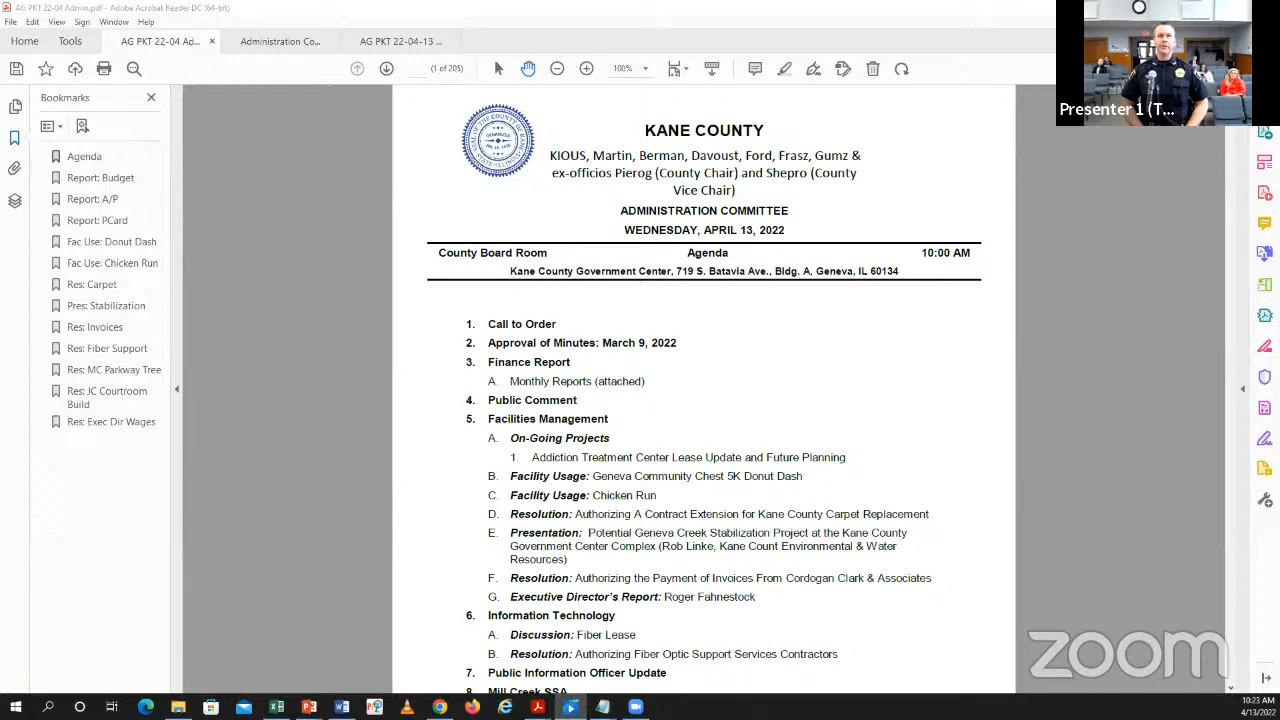 AG PKT 22-04 Admin.pdf - Adobe Acrobat Reader DC (64-bit)
File Edit View Sign Window Help
Home Tools AG PKT 22-04 Ad... × Administration Co... AG PKT 22-04-13 ...
(1 of 205) 100%
Bookmarks
Agenda
Report: Budget
Report: A/P
Report: PCard
Fac Use: Donut Dash
Fac Use: Chicken Run
Res: Carpet
Pres: Stabilization
Res: Invoices
Res: Fiber Support
Res: MC Parkway Tree
Res: JC Courtroom
Build
Res: Exec Dir Wages
KANE COUNTY
KIOUS, Martin, Berman, Davoust, Ford, Frasz, Gumz &
ex-officios Pierog (County Chair) and Shepro (County
Vice Chair)
ADMINISTRATION COMMITTEE
WEDNESDAY, APRIL 13, 2022
County Board Room Agenda 10:00 AM
Kane County Government Center, 719 S. Batavia Ave., Bldg. A, Geneva, IL 60134
1. Call to Order
2. Approval of Minutes: March 9, 2022
3. Finance Report
A. Monthly Reports (attached)
4. Public Comment
5. Facilities Management
A. On-Going Projects
1. Addiction Treatment Center Lease Update and Future Planning
B. Facility Usage: Geneva Community Chest 5K Donut Dash
C. Facility Usage: Chicken Run
D. Resolution: Authorizing A Contract Extension for Kane County Carpet Replacement
E. Presentation: Potential Geneva Creek Stabilization Project at the Kane County
Government Center Complex (Rob Linke, Kane Count Environmental & Water
Resources)
F. Resolution: Authorizing the Payment of Invoices From Cordogan Clark & Associates
G. Executive Director's Report: Roger Fahnestock
6. Information Technology
A. Discussion: Fiber Lease
B. Resolution: Authorizing Fiber Optic Support Services Contractors
7. Public Information Officer Update
8. Mill Creek SSA
Presenter 1 (T...
zoom
10:23 AM
4/13/2022